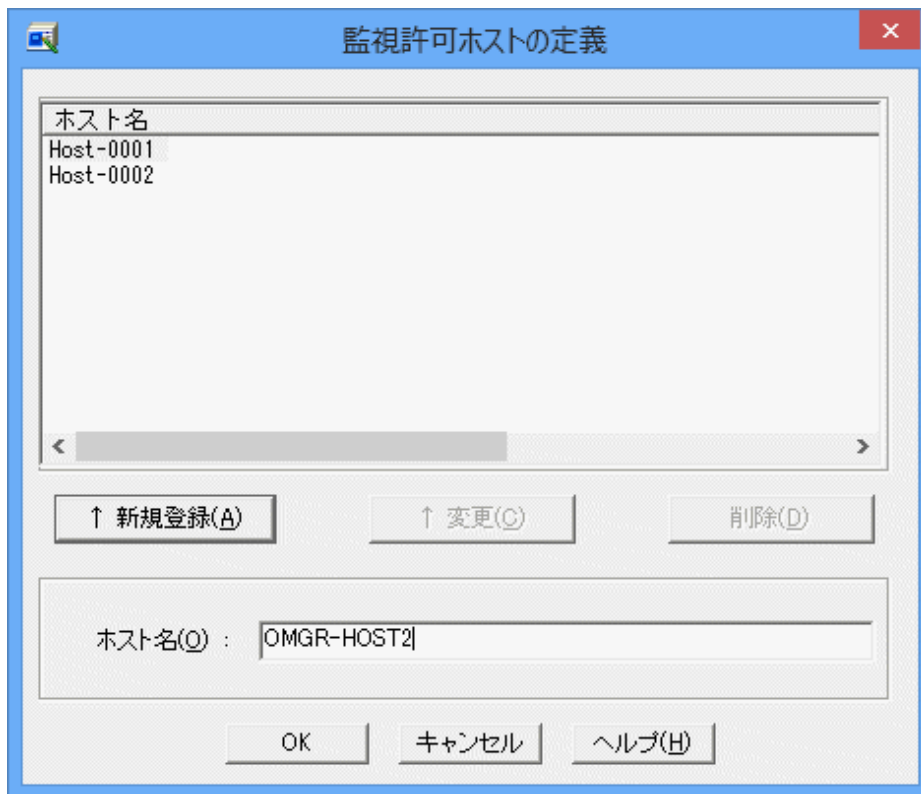 監視許可ホストの定義
ホスト名
Host-0001
Host-0002
↑ 新規登録(A)
↑ 変更(C)
削除(D)
ホスト名(O) :
OMGR-HOST2
OK
キャンセル
ヘルプ(H)